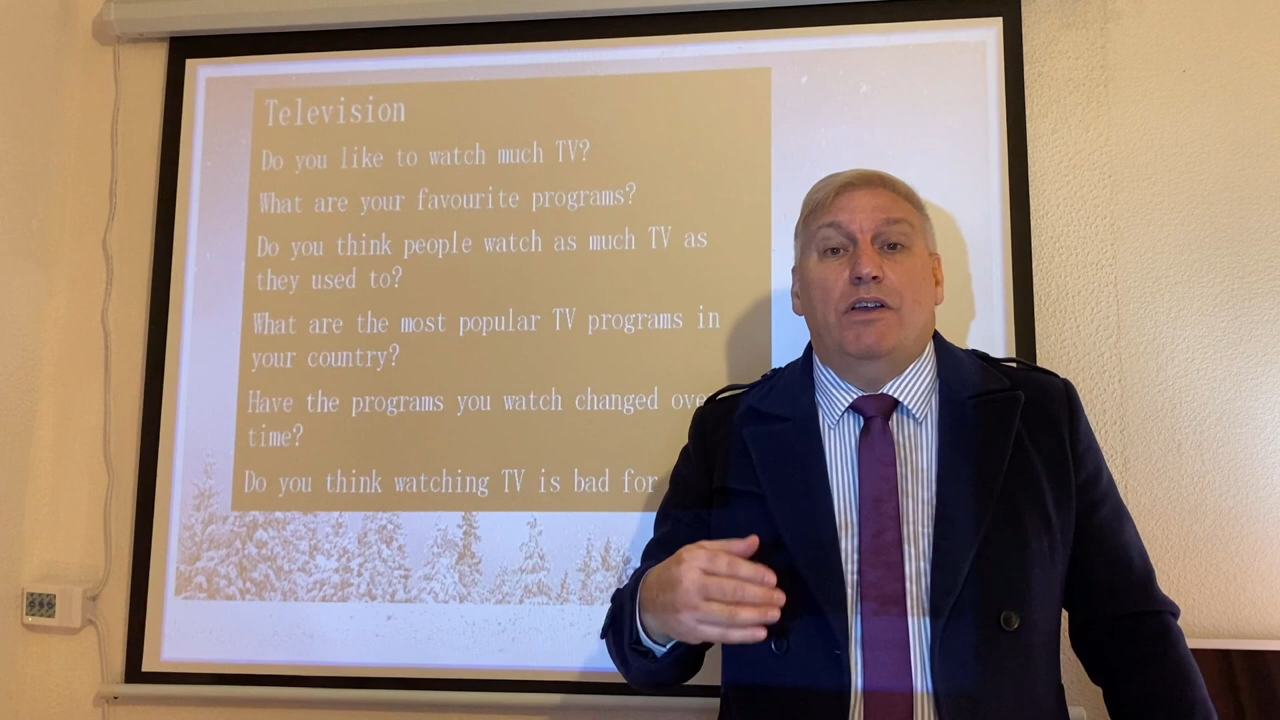 Television
Do you like to watch much TV?
What are your favourite programs?
Do you think people watch as much TV as
they used to?
What are the most popular TV programs in
your country?
Have the programs you watch changed
time?
Do you think watching TV is bad for